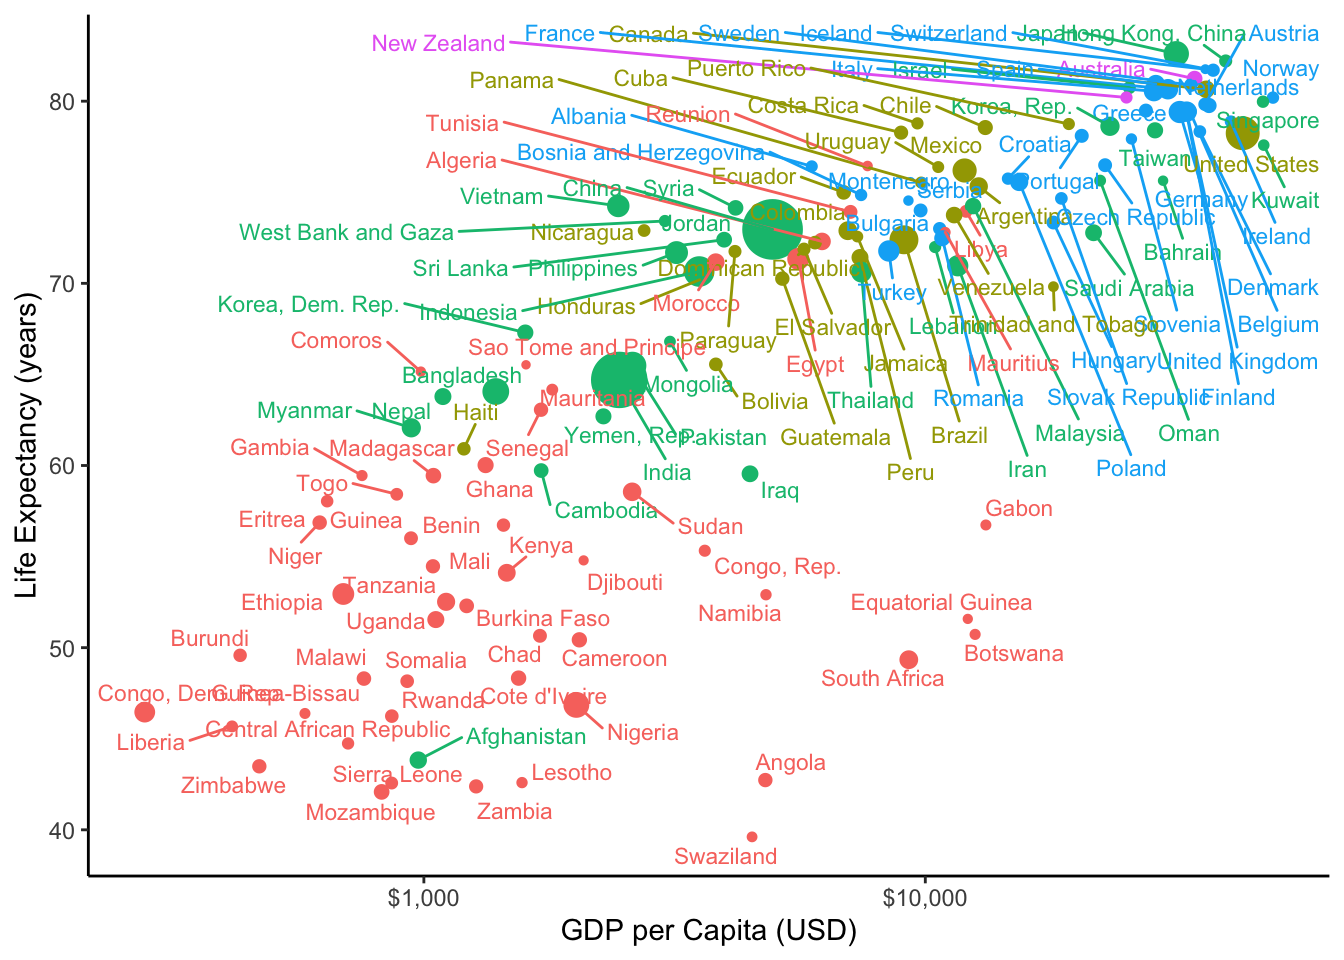 France
Canada
Sweden
Iceland
Switzerland
Japan
Hong Kong, China
Austria
New Zealand
Panama
Cuba
Puerto Rico
Italy
Israel
Spain
Australia
Norway
Netherlands
80
Tunisia
Albania
Reunion
Costa Rica
Chile
Korea, Rep.
Greece
Singapore
Algeria
Bosnia and Herzegovina
Uruguay
Mexico
Croatia
Taiwan
United States
Vietnam
China
Syria
Ecuador
Montenegro
Serbia
Portugal
Germany
Kuwait
West Bank and Gaza
Nicaragua
Jordan
Colombia
Bulgaria
Argentina
Czech Republic
Ireland
Sri Lanka
Philippines
Dominican Republic
Libya
Bahrain
70
Korea, Dem. Rep.
Indonesia
Honduras
Morocco
Turkey
Venezuela
Saudi Arabia
Denmark
Comoros
Sao Tome and Principe
Paraguay
El Salvador
Lebanon
Trinidad and Tobago
Slovenia
Belgium
Bangladesh
Mongolia
Egypt
Jamaica
Mauritius
Hungary
United Kingdom
Myanmar
Nepal
Haiti
Mauritania
Bolivia
Thailand
Romania
Slovak Republic
Finland
Gambia
Madagascar
Senegal
Yemen, Rep.
Pakistan
Guatemala
Brazil
Malaysia
Oman
60
Togo
Ghana
India
Iraq
Peru
Iran
Poland
Eritrea
Guinea
Benin
Cambodia
Sudan
Gabon
Niger
Mali
Kenya
Djibouti
Congo, Rep.
Ethiopia
Tanzania
Uganda
Burkina Faso
Namibia
Equatorial Guinea
50
Burundi
Malawi
Somalia
Chad
Cameroon
South Africa
Botswana
Congo, Dem. Rep.
Guinea-Bissau
Rwanda
Cote d'Ivoire
Liberia
Central African Republic
Afghanistan
Nigeria
Zimbabwe
Sierra Leone
Lesotho
Angola
Mozambique
Zambia
40
Swaziland
$1,000
$10,000
GDP per Capita (USD)
Life Expectancy (years)